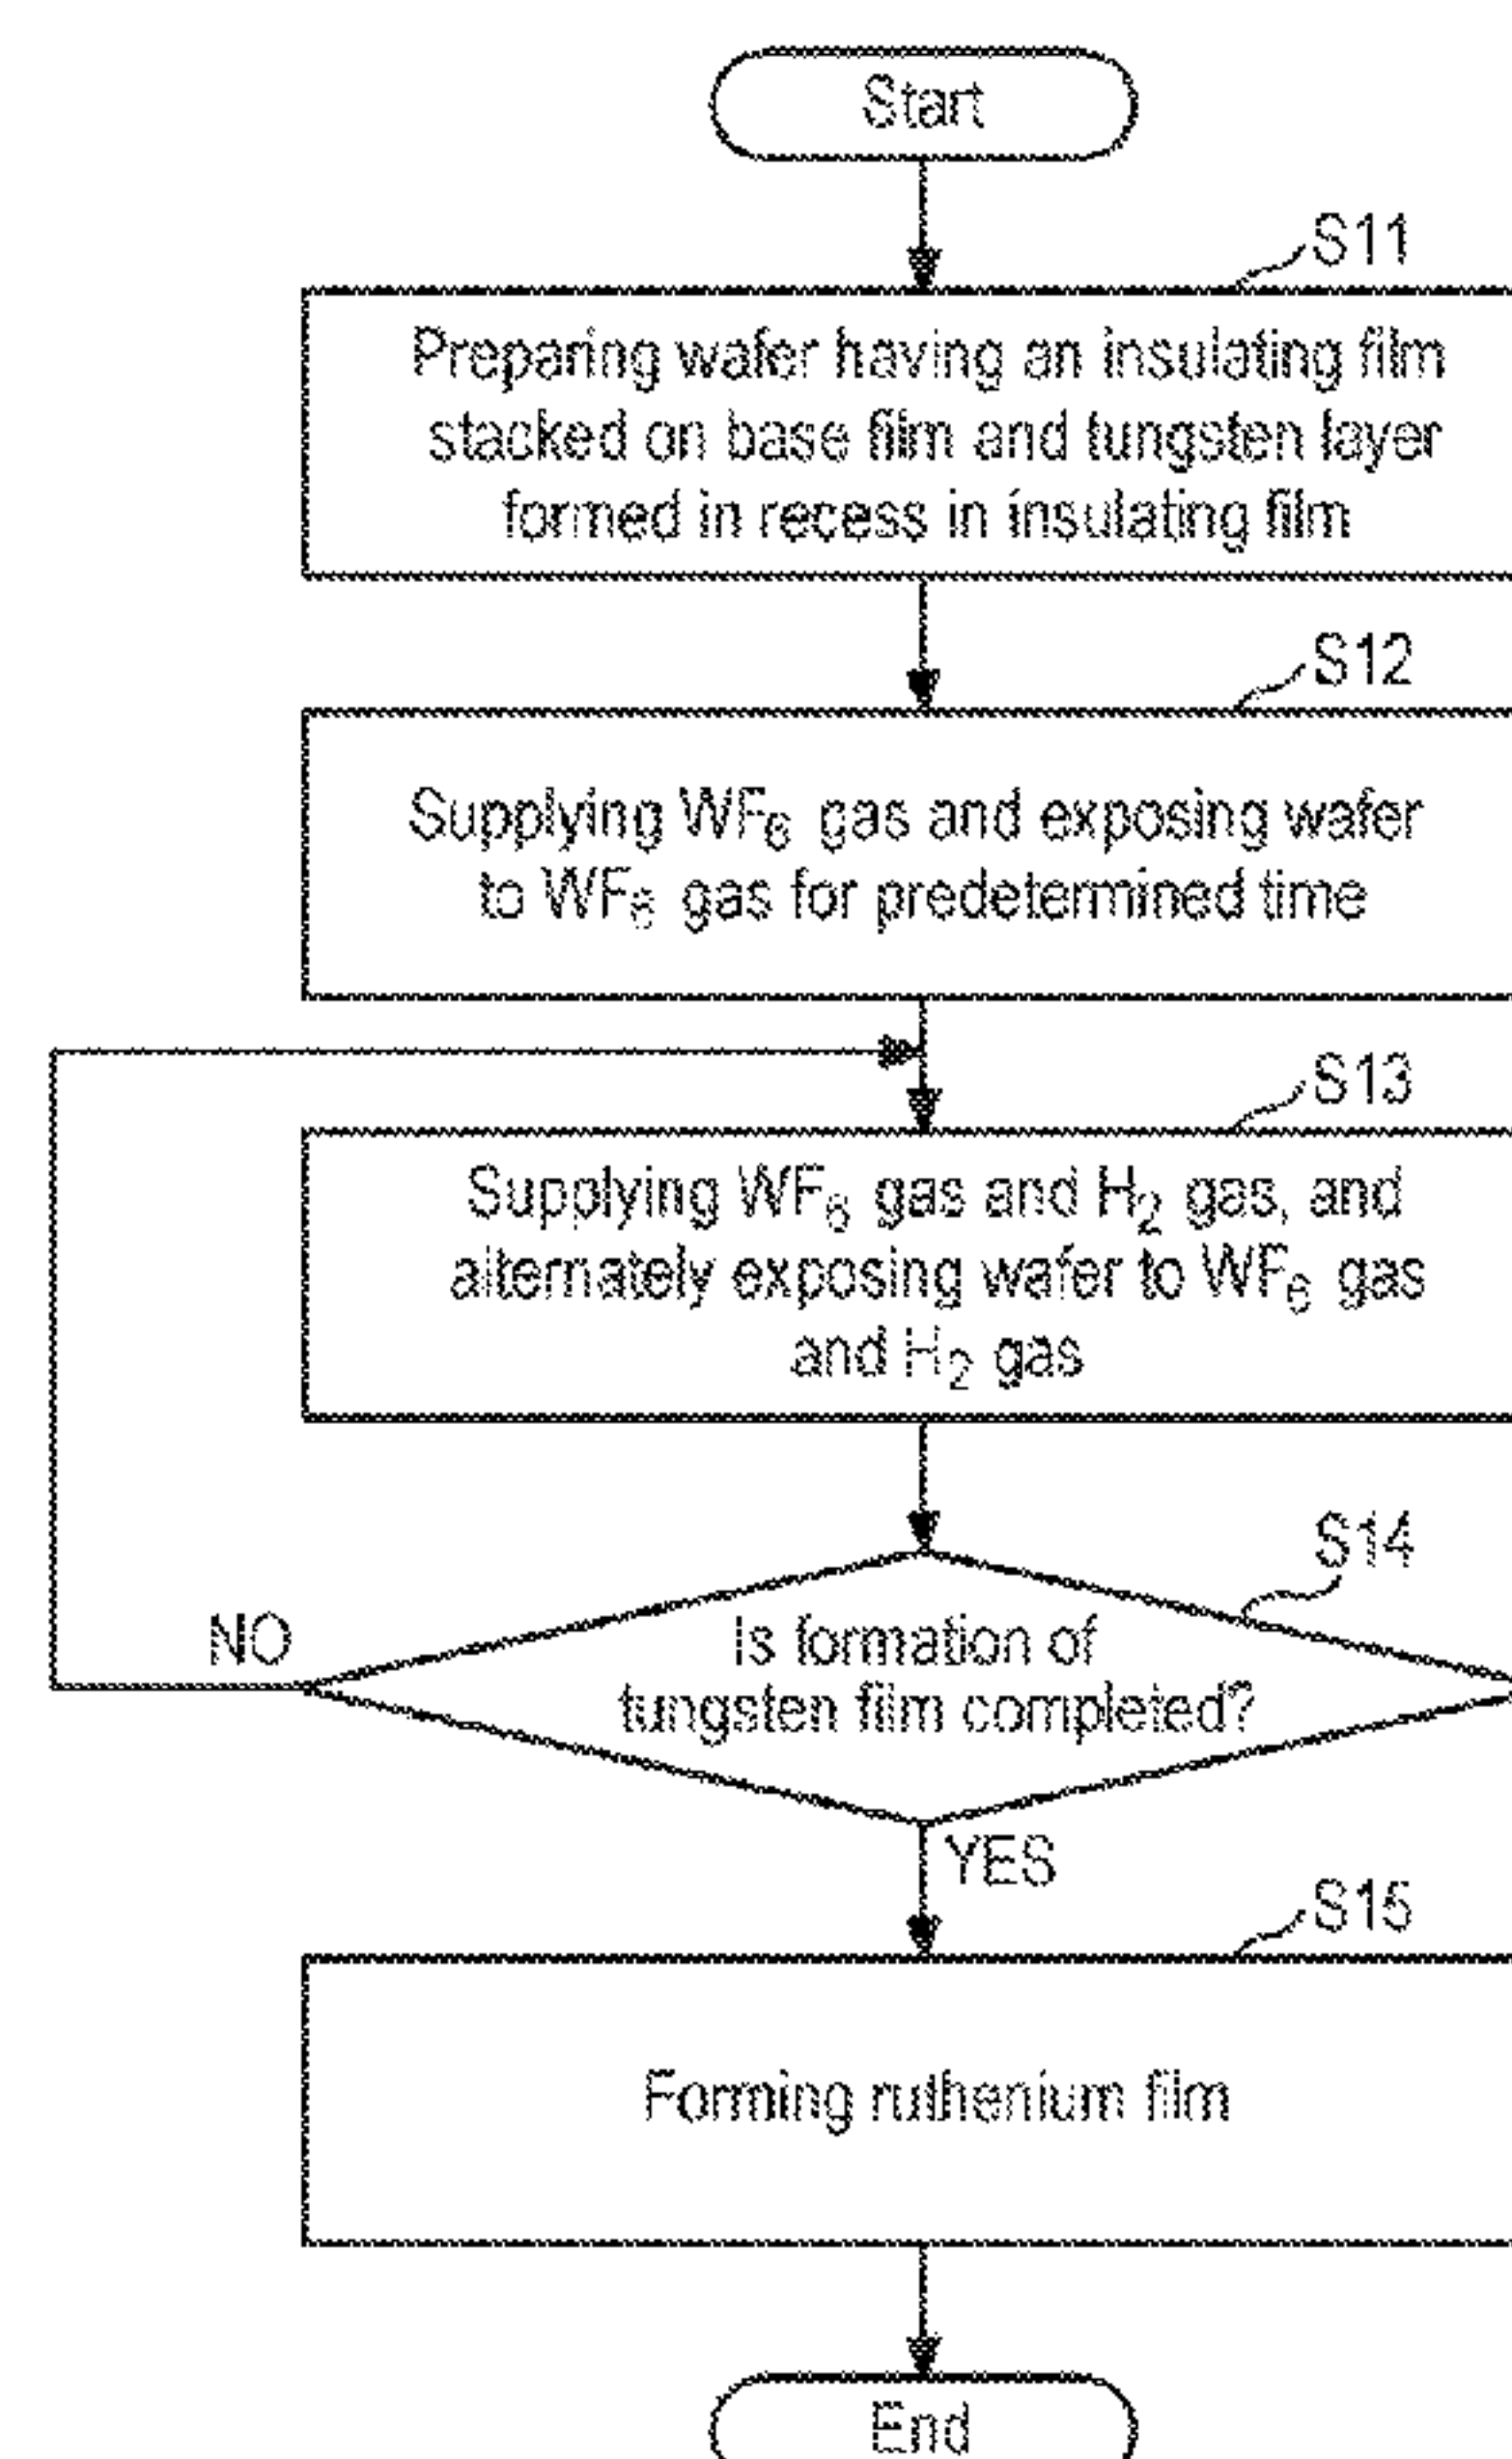 Start
S11
Preparing wafer having an insulating film
stacked on base film and tungsten layer
formed in recess in insulating film
S12
Supplying WF₆ gas and exposing wafer
to WF₆ gas for predetermined time
S13
Supplying WF₆ gas and H₂ gas, and
alternately exposing wafer to WF₆ gas
and H₂ gas
S14
NO
Is formation of
tungsten film completed?
YES
S15
Forming ruthenium film
End